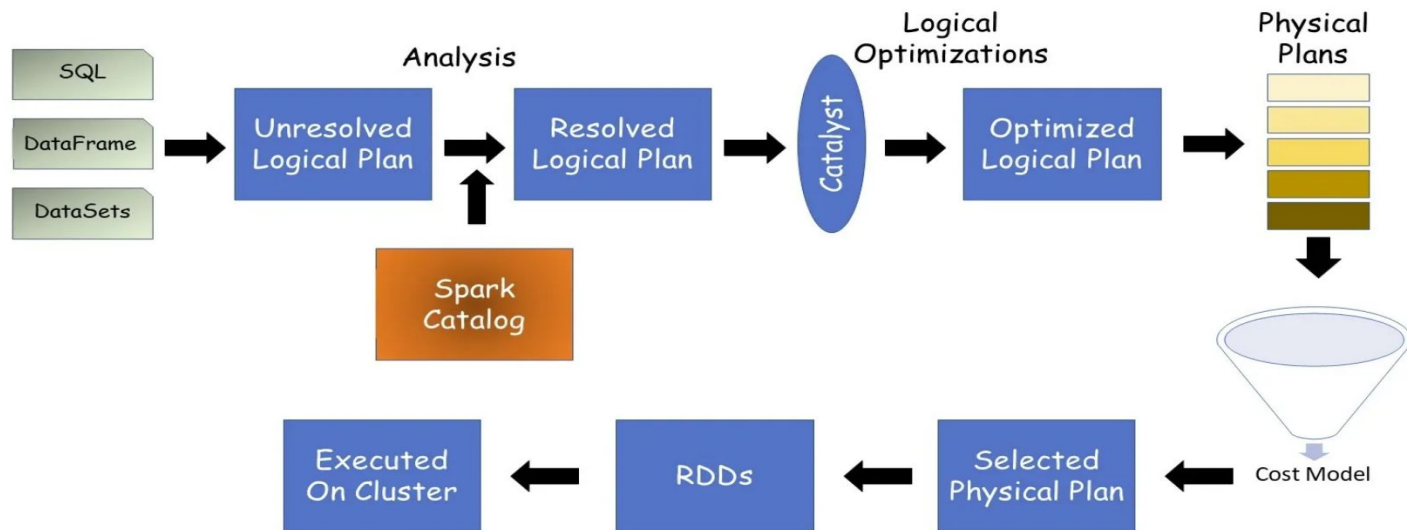 SQL
DataFrame
DataSets
Analysis
Unresolved
Logical Plan
Resolved
Logical Plan
Spark
Catalog
Logical
Optimizations
Catalyst
Optimized
Logical Plan
Physical
Plans
Cost Model
Selected
Physical Plan
RDDs
Executed
On Cluster